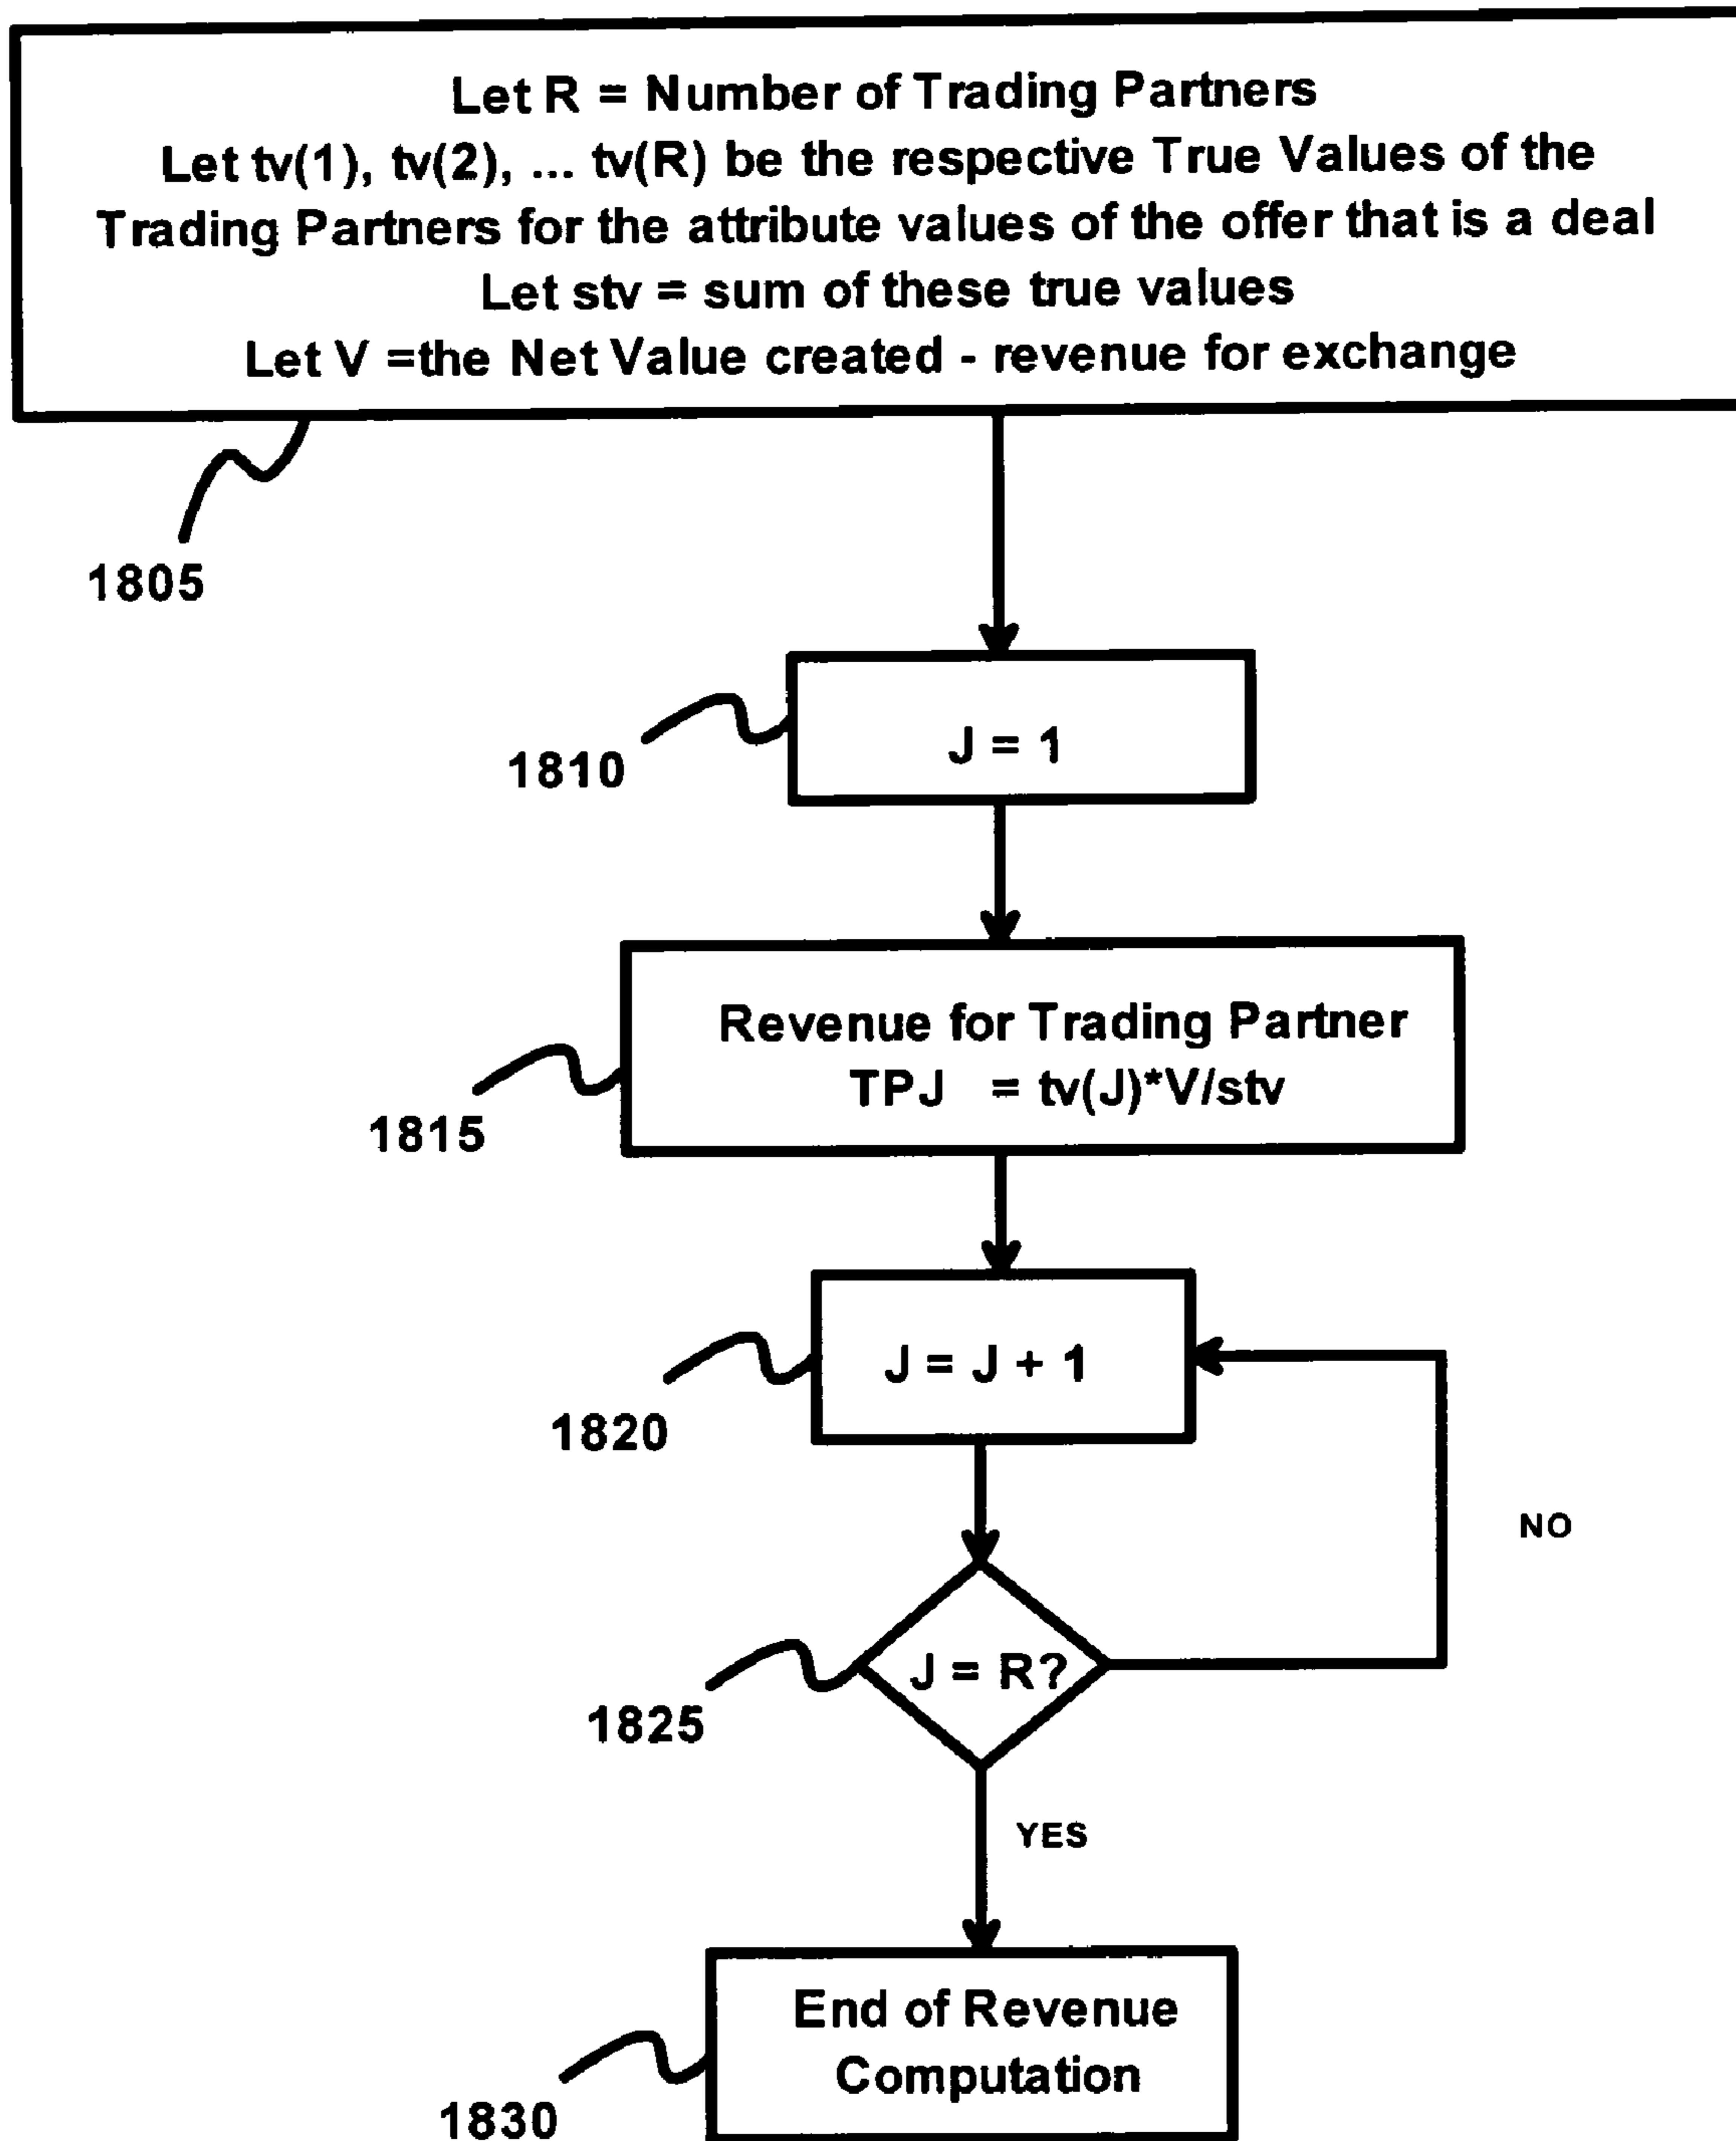 Let R = Number of Trading Partners
Let tv(1), tv(2), ... tv(R) be the respective True Values of the
Trading Partners for the attribute values of the offer that is a deal
Let stv = sum of these true values
Let V =the Net Value created - revenue for exchange
1805
J = 1
1810
Revenue for Trading Partner
TPJ = tv(J)*V/stv
1815
J = J + 1
1820
NO
J = R?
1825
YES
End of Revenue
Computation
1830